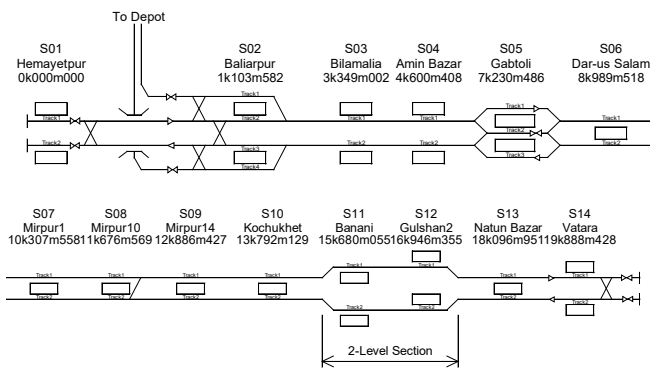 To Depot
S01
Hemayetpur
0k000m000
S02
Baliarpur
1k103m582
S03
Bilamalia
3k349m002
S04
Amin Bazar
4k600m408
S05
Gabtoli
7k230m486
S06
Dar-us Salam
8k989m518
Track1
Track2
Track1
Track2
Track3
Track4
Track1
Track2
Track1
Track2
Track1
Track2
Track3
Track1
Track2
S07
Mirpur1
10k307m558
S08
Mirpur10
11k676m569
S09
Mirpur14
12k886m427
S10
Kochukhet
13k792m129
S11
Banani
15k680m055
S12
Gulshan2
16k946m355
S13
Natun Bazar
18k096m951
S14
Vatara
19k888m428
Track1
Track2
Track1
Track2
Track1
Track2
Track1
Track2
Track1
Track2
Track1
Track2
Track1
Track2
Track1
Track2
2-Level Section